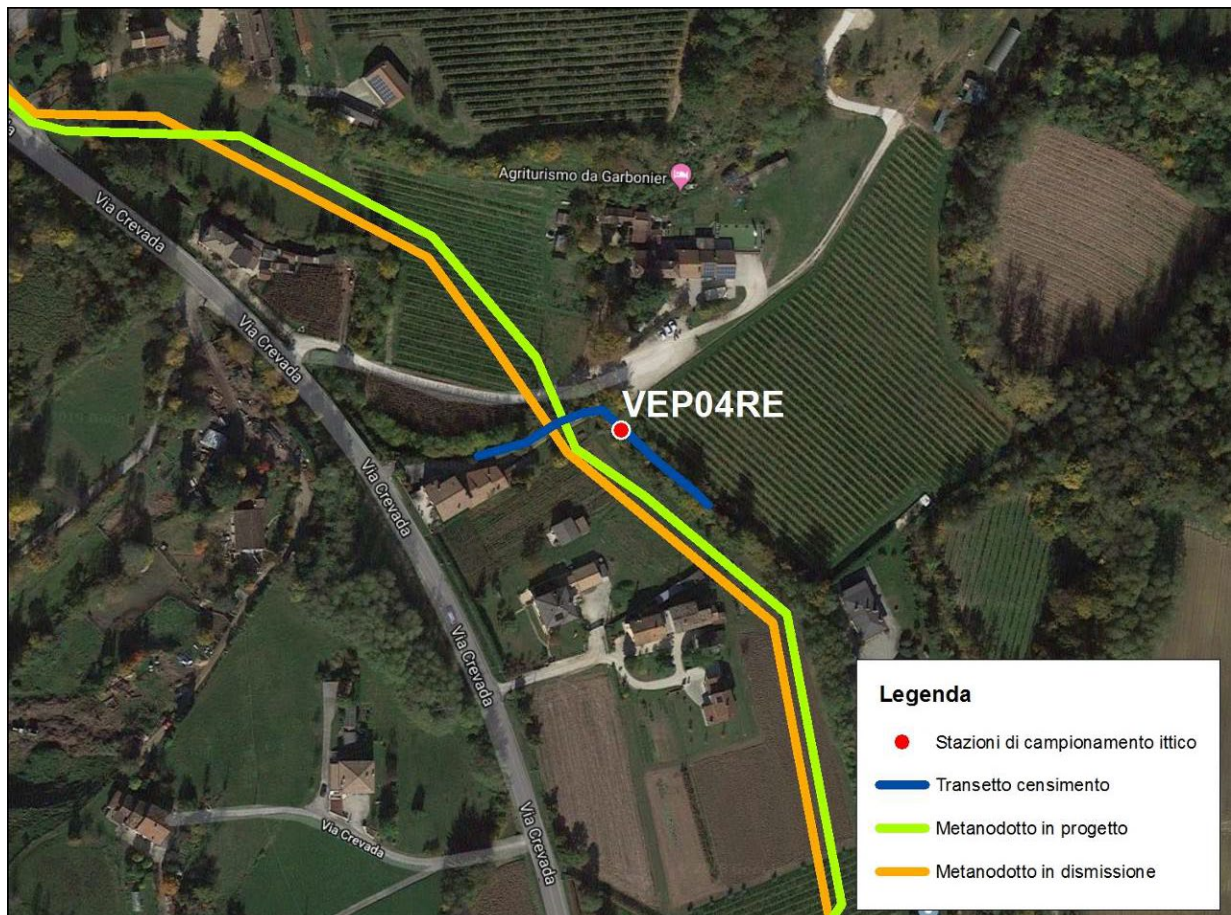 Via Crevada
Agriturismo da Garbonier
Via Crevada
VEP04RE
Via Crevada
Via Crevada
Via Crevada
Via Crevada
Legenda
Stazioni di campionamento ittico
Transetto censimento
Metanodotto in progetto
Metanodotto in dismissione